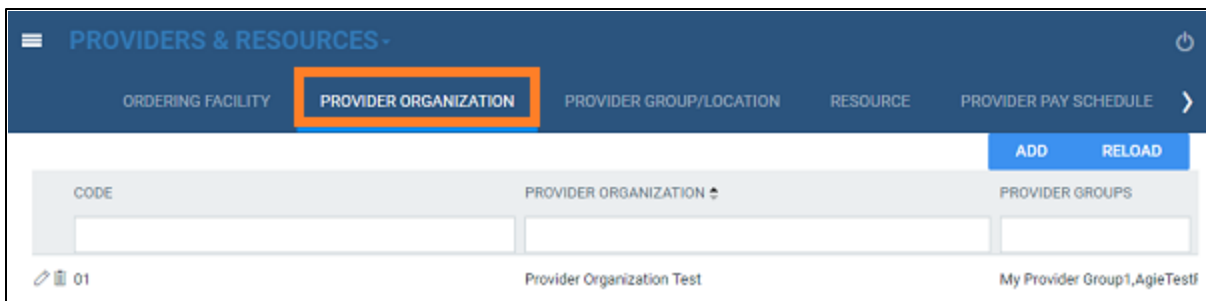 PROVIDERS & RESOURCES
ORDERING FACILITY PROVIDER ORGANIZATION PROVIDER GROUP/LOCATION RESOURCE PROVIDER PAY SCHEDULE
ADD RELOAD
CODE PROVIDER ORGANIZATION PROVIDER GROUPS
01 Provider Organization Test My Provider Group1,AgieTestP